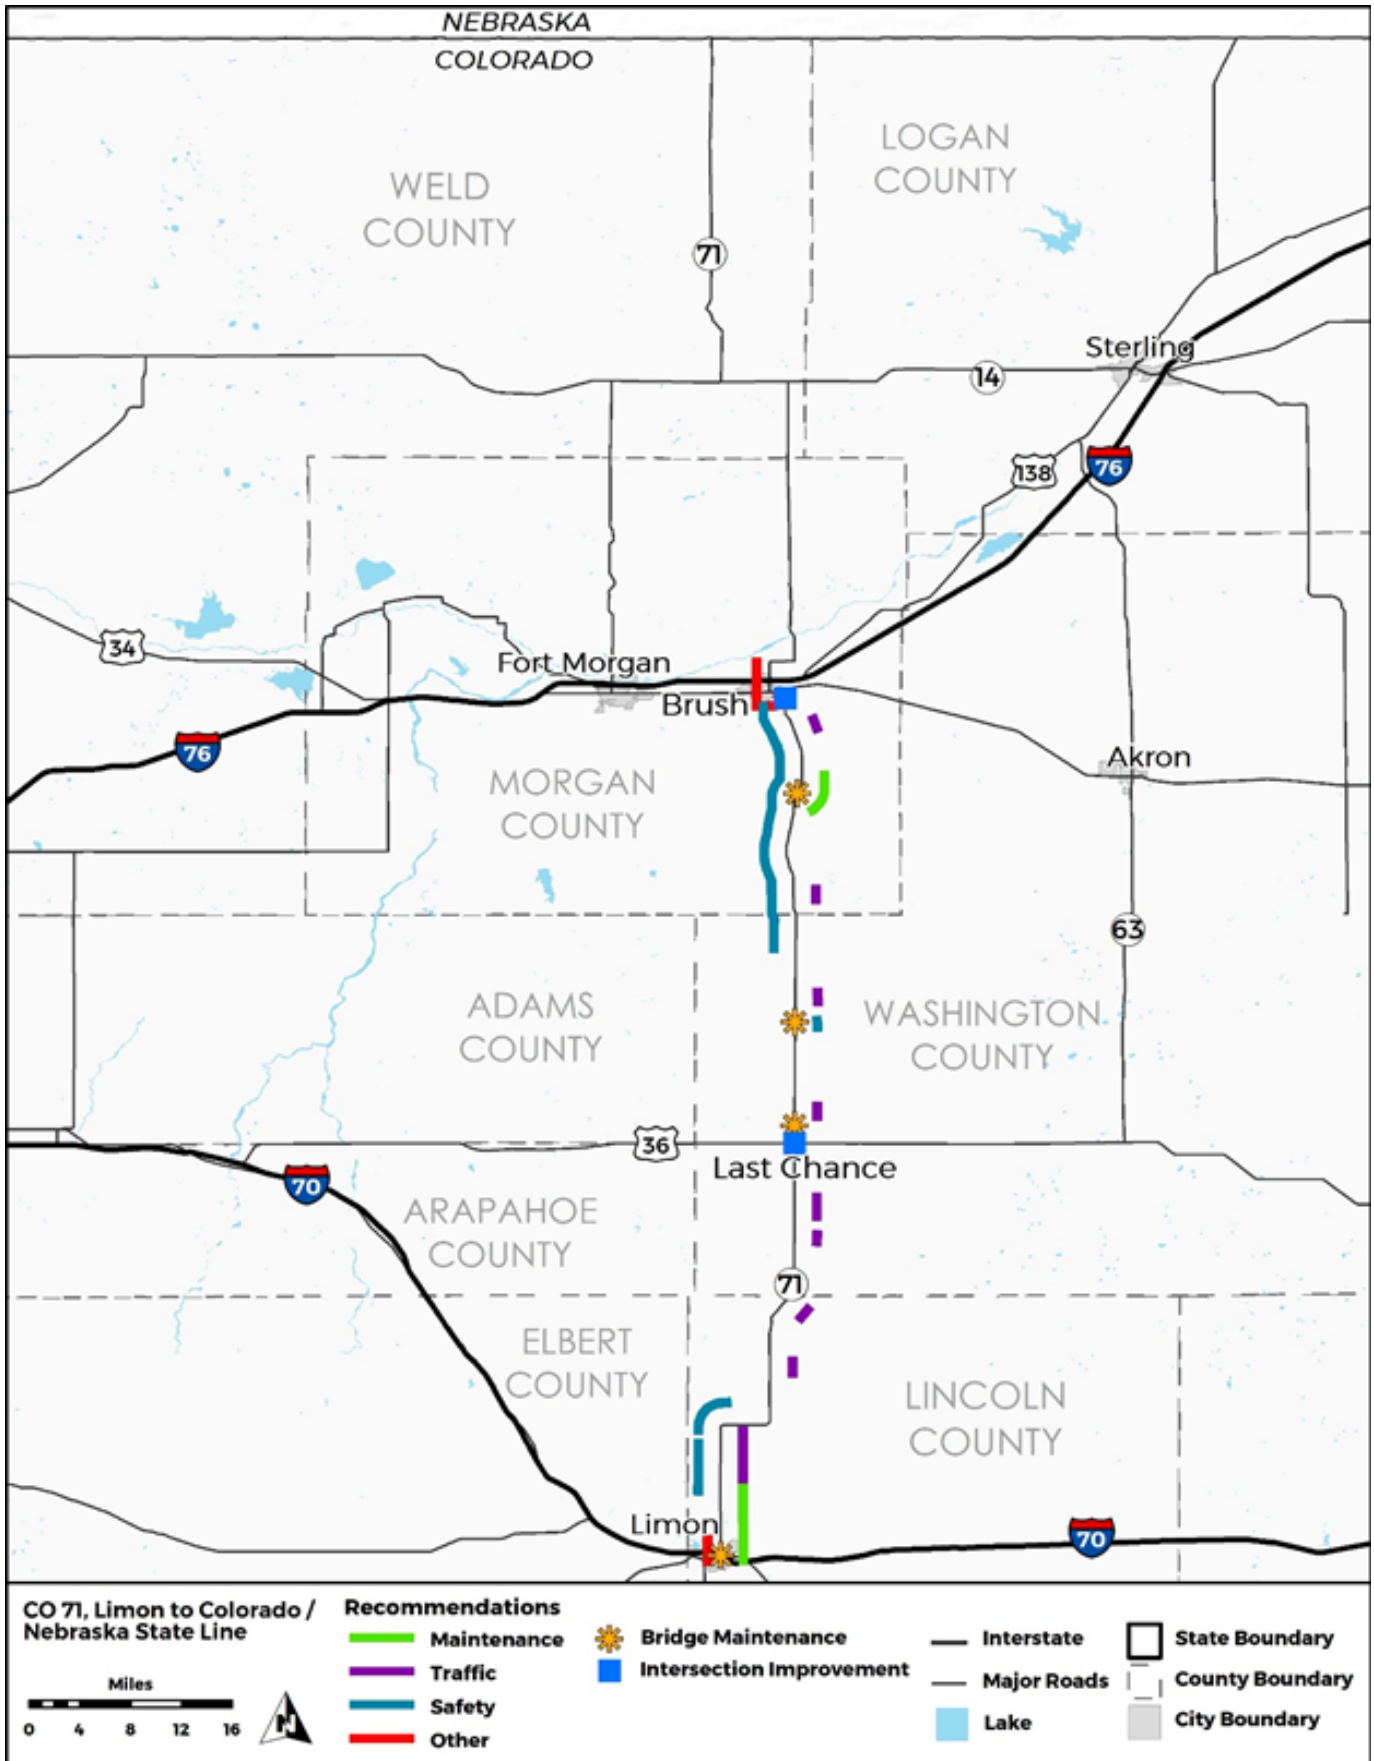 NEBRASKA
COLORADO
LOGAN
COUNTY
WELD
COUNTY
71
Sterling
14
138
76
34
Fort Morgan
Brush
76
Akron
MORGAN
COUNTY
63
ADAMS
COUNTY
WASHINGTON
COUNTY
36
Last Chance
70
ARAPAHOE
COUNTY
71
ELBERT
COUNTY
LINCOLN
COUNTY
Limon
70
CO 71, Limon to Colorado /
Nebraska State Line
Miles
0 4 8 12 16
N
Recommendations
Maintenance
Traffic
Safety
Other
Bridge Maintenance
Intersection Improvement
Interstate
Major Roads
Lake
State Boundary
County Boundary
City Boundary